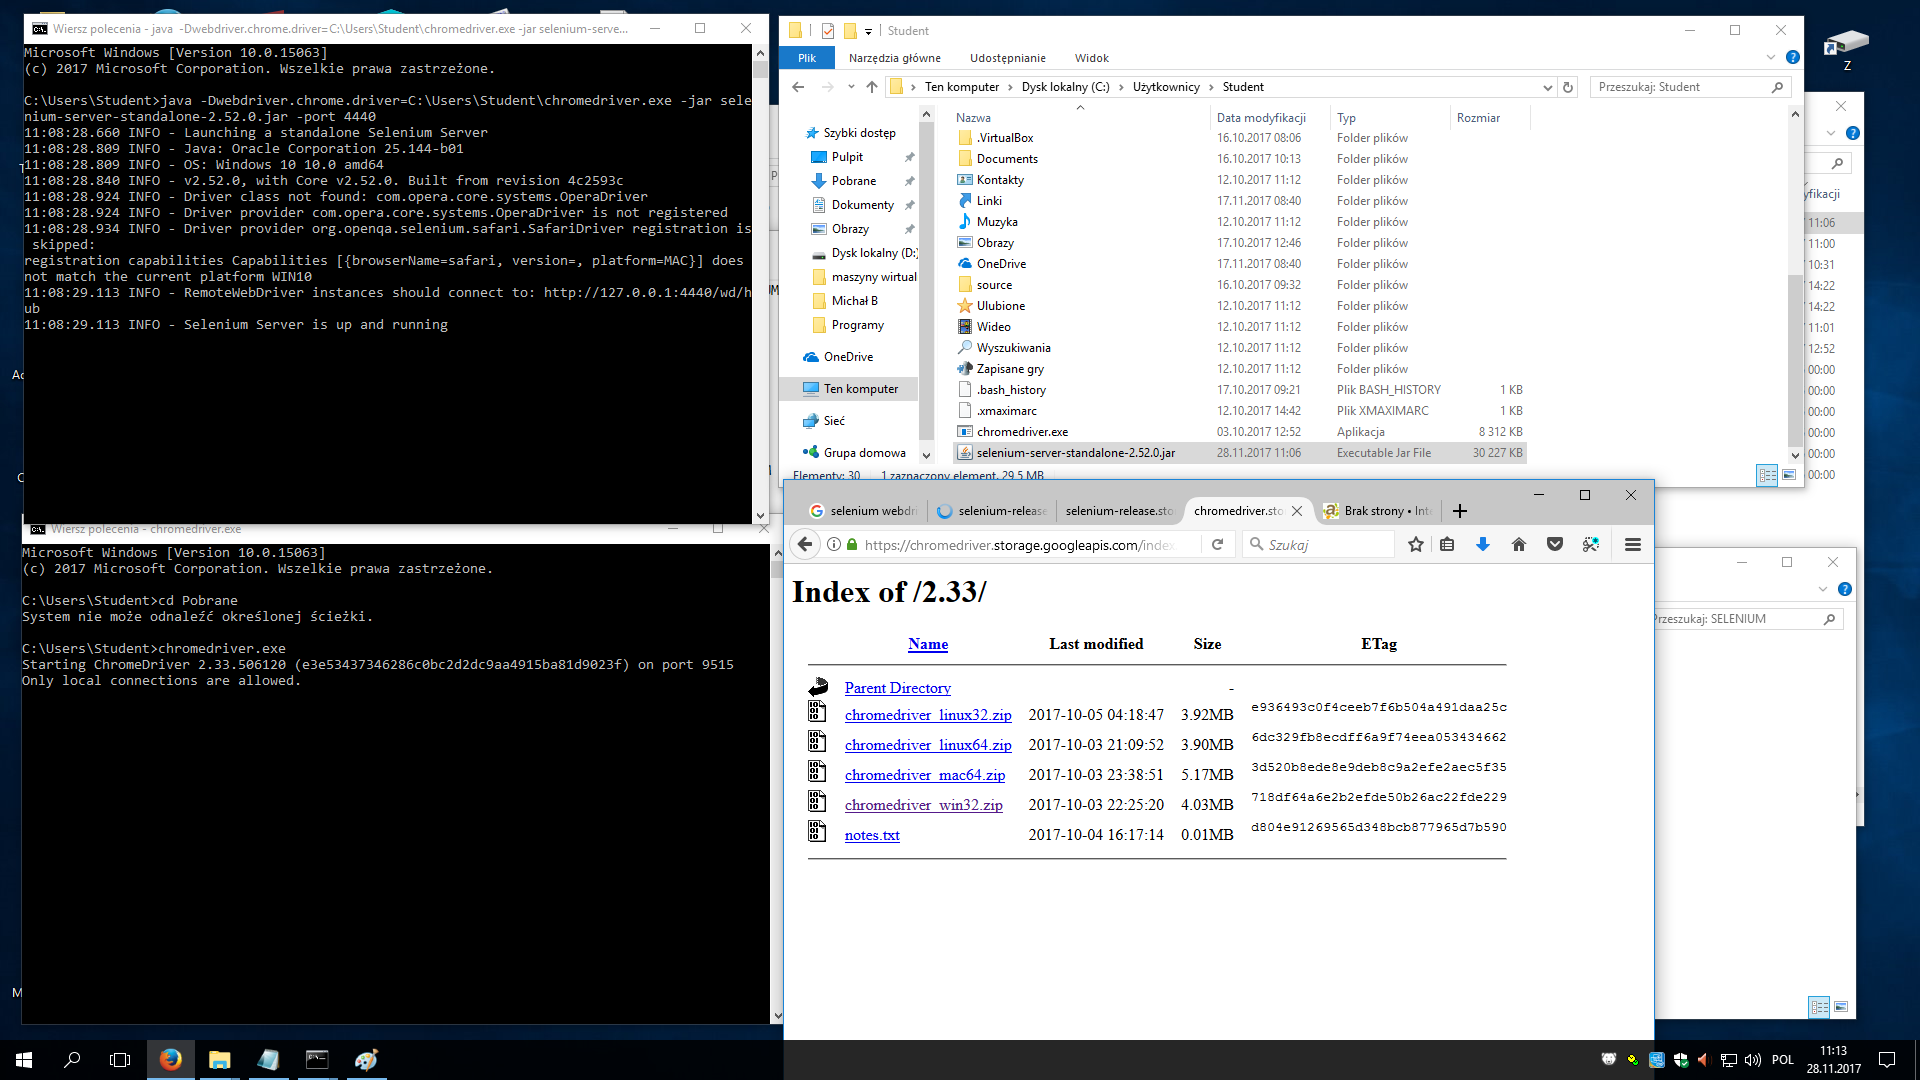 Wiersz polecenia - java -Dwebdriver.chrome.driver=C:\Users\Student\chromedriver.exe -jar selenium-serve...
Microsoft Windows [Version 10.0.15063]
(c) 2017 Microsoft Corporation. Wszelkie prawa zastrzeżone.
C:\Users\Student>java -Dwebdriver.chrome.driver=C:\Users\Student\chromedriver.exe -jar sele
nium-server-standalone-2.52.0.jar -port 4440
11:08:28.660 INFO - Launching a standalone Selenium Server
11:08:28.809 INFO - Java: Oracle Corporation 25.144-b01
11:08:28.809 INFO - OS: Windows 10 10.0 amd64
11:08:28.840 INFO - v2.52.0, with Core v2.52.0. Built from revision 4c2593c
11:08:28.924 INFO - Driver class not found: com.opera.core.systems.OperaDriver
11:08:28.924 INFO - Driver provider com.opera.core.systems.OperaDriver is not registered
11:08:28.934 INFO - Driver provider org.openqa.selenium.safari.SafariDriver registration is
skipped:
registration capabilities Capabilities [{browserName=safari, version=, platform=MAC}] does
not match the current platform WIN10
11:08:29.113 INFO - RemoteWebDriver instances should connect to: http://127.0.0.1:4440/wd/h
ub
11:08:29.113 INFO - Selenium Server is up and running
Wiersz polecenia - chromedriver.exe
Microsoft Windows [Version 10.0.15063]
(c) 2017 Microsoft Corporation. Wszelkie prawa zastrzeżone.
C:\Users\Student>cd Pobrane
System nie może odnaleźć określonej ścieżki.
C:\Users\Student>chromedriver.exe
Starting ChromeDriver 2.33.506120 (e3e53437346286c0bc2d2dc9aa4915ba81d9023f) on port 9515
Only local connections are allowed.
Student
Plik Narzędzia główne Udostępnianie Widok
Ten komputer Dysk lokalny (C:) Użytkownicy Student
Przeszukaj: Student
Szybki dostęp
Pulpit
Pobrane
Dokumenty
Obrazy
Dysk lokalny (D:)
maszyny wirtual
Michał B
Programy
OneDrive
Ten komputer
Sieć
Grupa domowa
Nazwa Data modyfikacji Typ Rozmiar
.VirtualBox 16.10.2017 08:06 Folder plików
Documents 16.10.2017 10:13 Folder plików
Kontakty 12.10.2017 11:12 Folder plików
Linki 17.11.2017 08:40 Folder plików
Muzyka 12.10.2017 11:12 Folder plików
Obrazy 17.10.2017 12:46 Folder plików
OneDrive 17.11.2017 08:40 Folder plików
source 16.10.2017 09:32 Folder plików
Ulubione 12.10.2017 11:12 Folder plików
Wideo 12.10.2017 11:12 Folder plików
Wyszukiwania 12.10.2017 11:12 Folder plików
Zapisane gry 12.10.2017 11:12 Folder plików
.bash_history 17.10.2017 09:21 Plik BASH_HISTORY 1 KB
.xmaximarc 12.10.2017 14:42 Plik XMAXIMARC 1 KB
chromedriver.exe 03.10.2017 12:52 Aplikacja 8 312 KB
selenium-server-standalone-2.52.0.jar 28.11.2017 11:06 Executable Jar File 30 227 KB
Elementy: 30 1 zaznaczony element, 29,5 MB
Z
yfikacji
11:06
11:00
10:31
14:22
14:22
11:01
12:52
00:00
00:00
00:00
00:00
00:00
00:00
selenium webdri
selenium-release
selenium-release.sto
chromedriver.sto
Brak strony • Inte
https://chromedriver.storage.googleapis.com/index
Szukaj
Index of /2.33/
Name Last modified Size ETag
Parent Directory -
chromedriver_linux32.zip 2017-10-05 04:18:47 3.92MB e936493c0f4ceeb7f6b504a491daa25c
chromedriver_linux64.zip 2017-10-03 21:09:52 3.90MB 6dc329fb8ecdff6a9f74eea053434662
chromedriver_mac64.zip 2017-10-03 23:38:51 5.17MB 3d520b8ede8e9deb8c9a2efe2aec5f35
chromedriver_win32.zip 2017-10-03 22:25:20 4.03MB 718df64a6e2b2efde50b26ac22fde229
notes.txt 2017-10-04 16:17:14 0.01MB d804e91269565d348bcb877965d7b590
Przeszukaj: SELENIUM
POL
11:13
28.11.2017